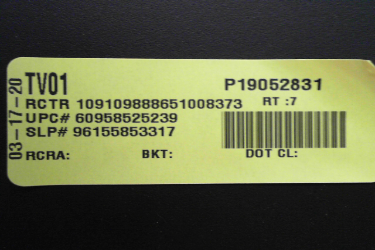 03-17-20
TV01 P19052831
RCTR 109109888651008373 RT :7
UPC# 60958525239
SLP# 96155853317
RCRA: BKT: DOT CL: